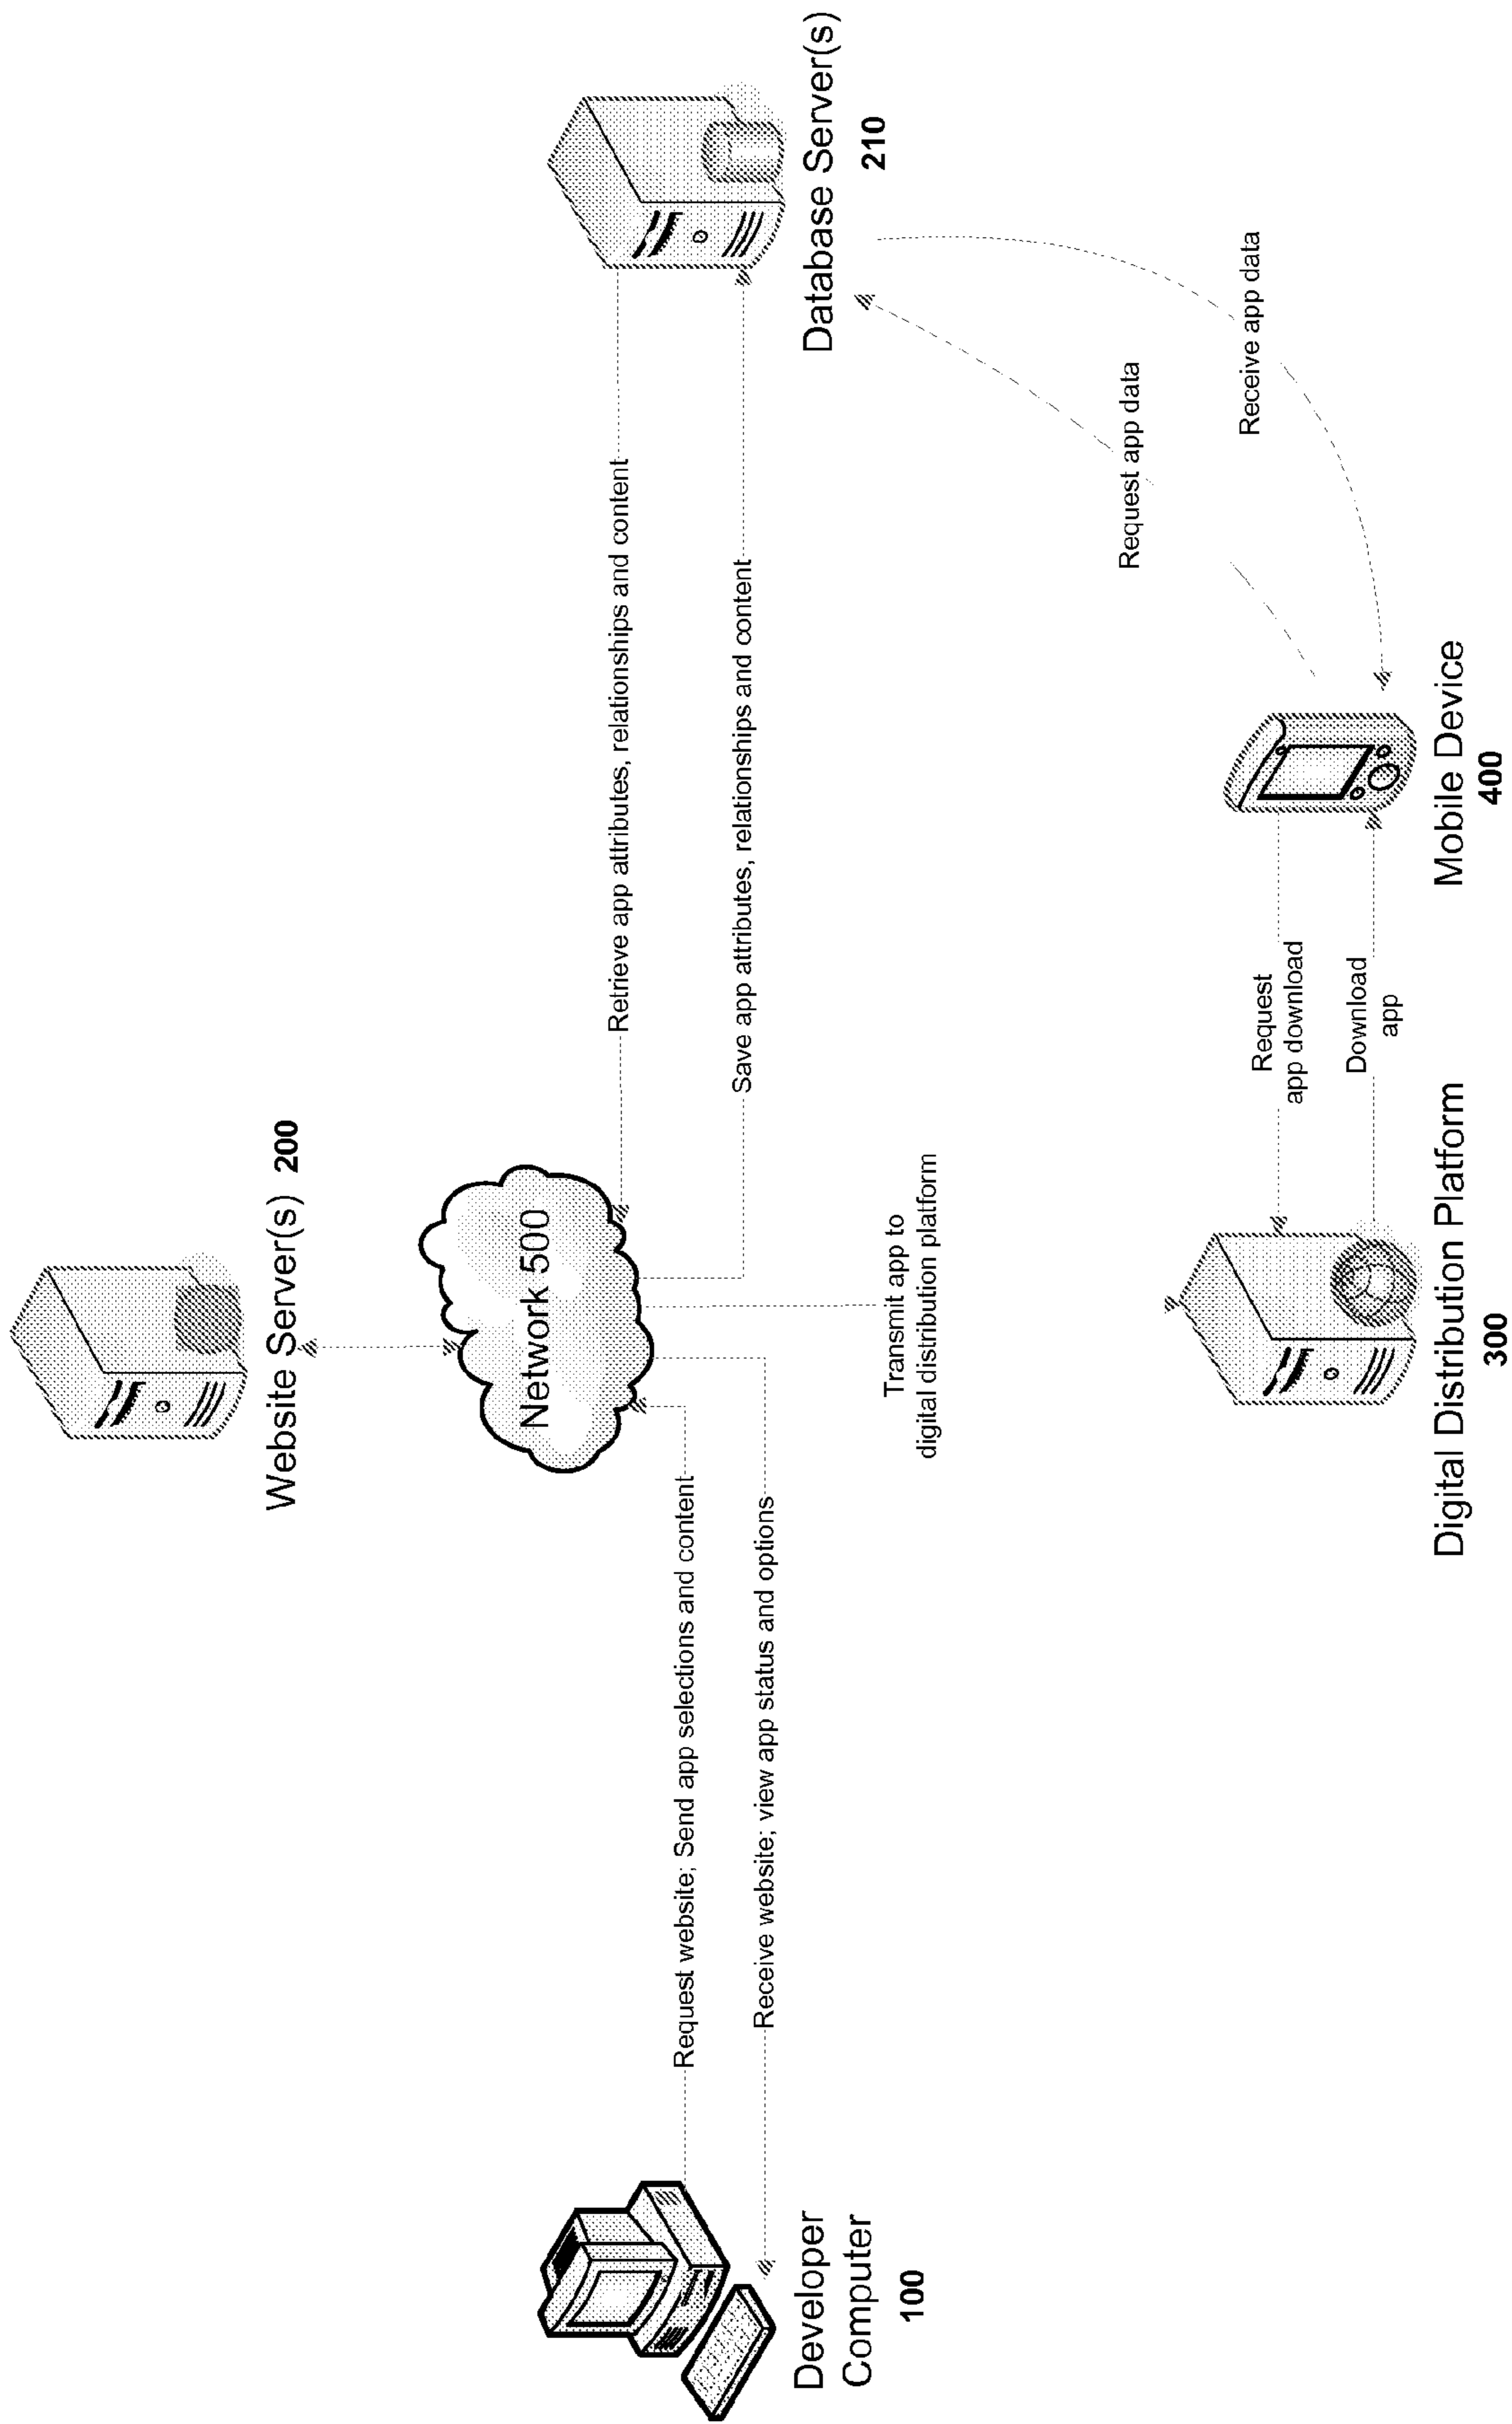 Website Server(s) 200
Network 500
Retrieve app attributes, relationships and content
Save app attributes, relationships and content
Database Server(s)
210
Request website; Send app selections and content
Receive website; view app status and options
Developer
Computer
100
Transmit app to
digital distribution platform
Request app data
Receive app data
Request
app download
Download
app
Digital Distribution Platform
300
Mobile Device
400